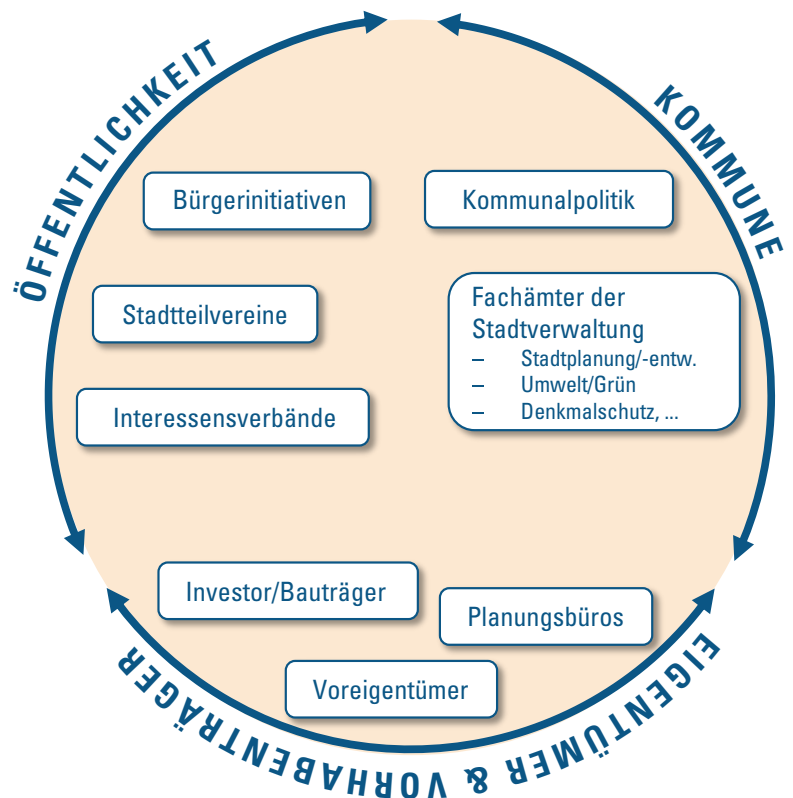 ÖFFENTLICHKEIT
Bürgerinitiativen
Stadtteilvereine
Interessensverbände
KOMMUNE
Kommunalpolitik
Fachämter der
Stadtverwaltung
– Stadtplanung/-entw.
– Umwelt/Grün
– Denkmalschutz, ...
Investor/Bauträger
Planungsbüros
Voreigentümer
EIGENTÜMER & VORHABENTRÄGER